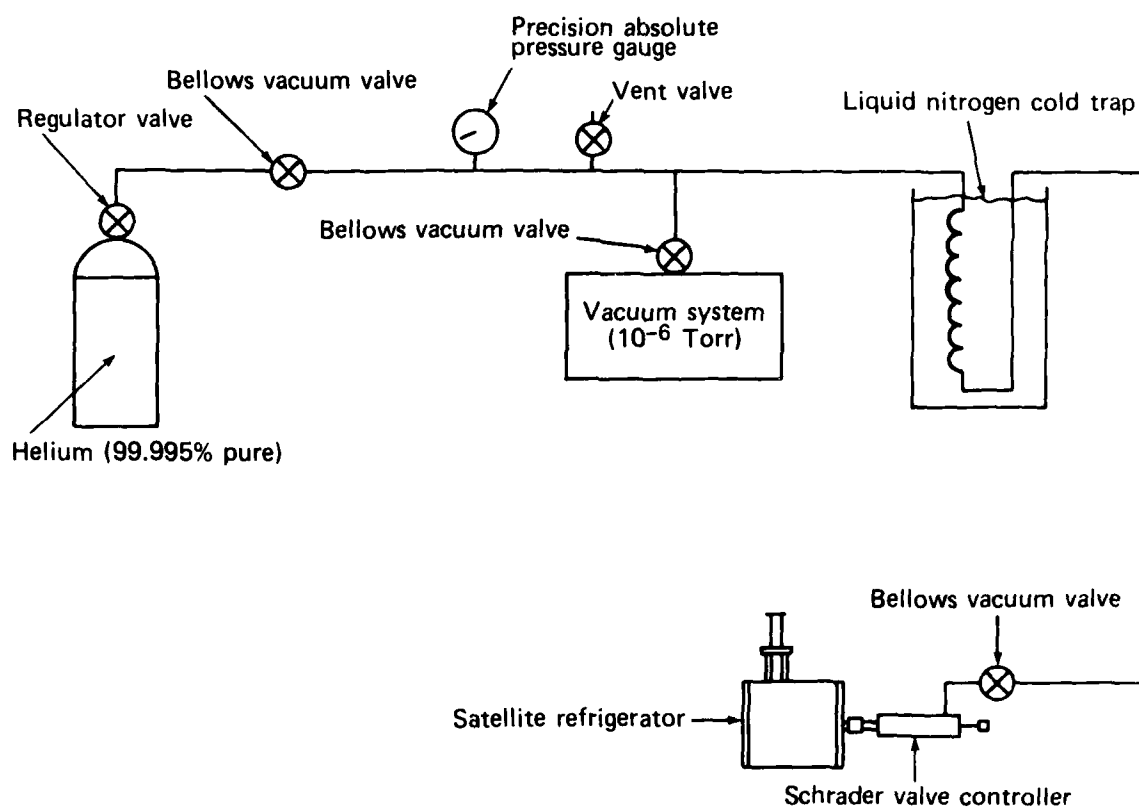 Precision absolute
pressure gauge
Bellows vacuum valve
Vent valve
Liquid nitrogen cold trap
Regulator valve
Bellows vacuum valve
Vacuum system
(10⁻⁶ Torr)
Helium (99.995% pure)
Bellows vacuum valve
Satellite refrigerator
Schrader valve controller